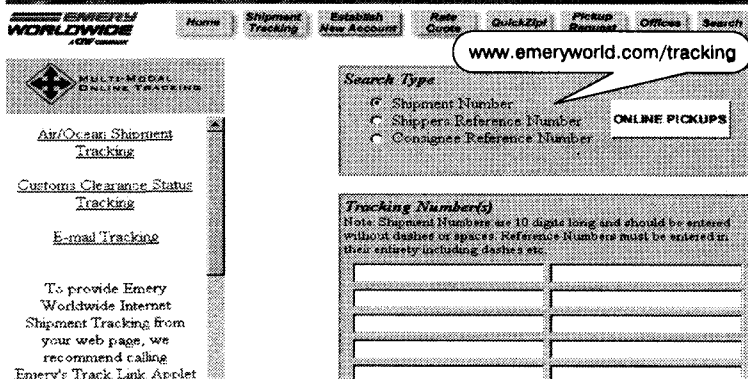 EMERY
WORLDWIDE
A CNF COMPANY
Home
Shipment
Tracking
Establish
New Account
Rate
Quote
QuickZip!
Pickup
Request
Offices
Search
www.emeryworld.com/tracking
MULTI-MODAL
ONLINE TRACKING
Air/Ocean Shipment
Tracking
Customs Clearance Status
Tracking
E-mail Tracking
To provide Emery
Worldwide Internet
Shipment Tracking from
your web page, we
recommend calling
Emery's Track Link Applet
Search Type
Shipment Number
Shippers Reference Number
Consignee Reference Number
ONLINE PICKUPS
Tracking Number(s)
Note: Shipment Numbers are 10 digits long and should be entered
without dashes or spaces. Reference Numbers must be entered in
their entirety including dashes etc.